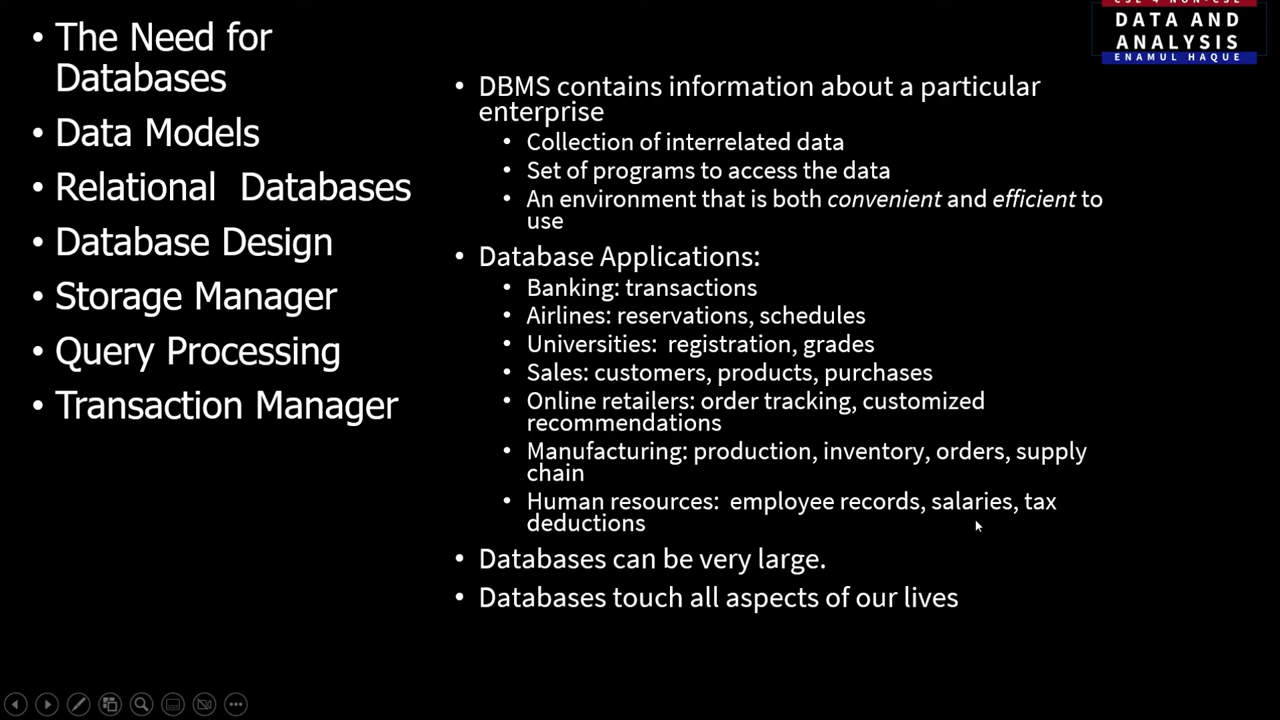 • The Need for
Databases
• Data Models
• Relational Databases
• Database Design
• Storage Manager
• Query Processing
• Transaction Manager
CSE 4 NON-CSE
DATA AND
ANALYSIS
ENAMUL HAQUE
• DBMS contains information about a particular
enterprise
• Collection of interrelated data
• Set of programs to access the data
• An environment that is both convenient and efficient to
use
• Database Applications:
• Banking: transactions
• Airlines: reservations, schedules
• Universities: registration, grades
• Sales: customers, products, purchases
• Online retailers: order tracking, customized
recommendations
• Manufacturing: production, inventory, orders, supply
chain
• Human resources: employee records, salaries, tax
deductions
• Databases can be very large.
• Databases touch all aspects of our lives